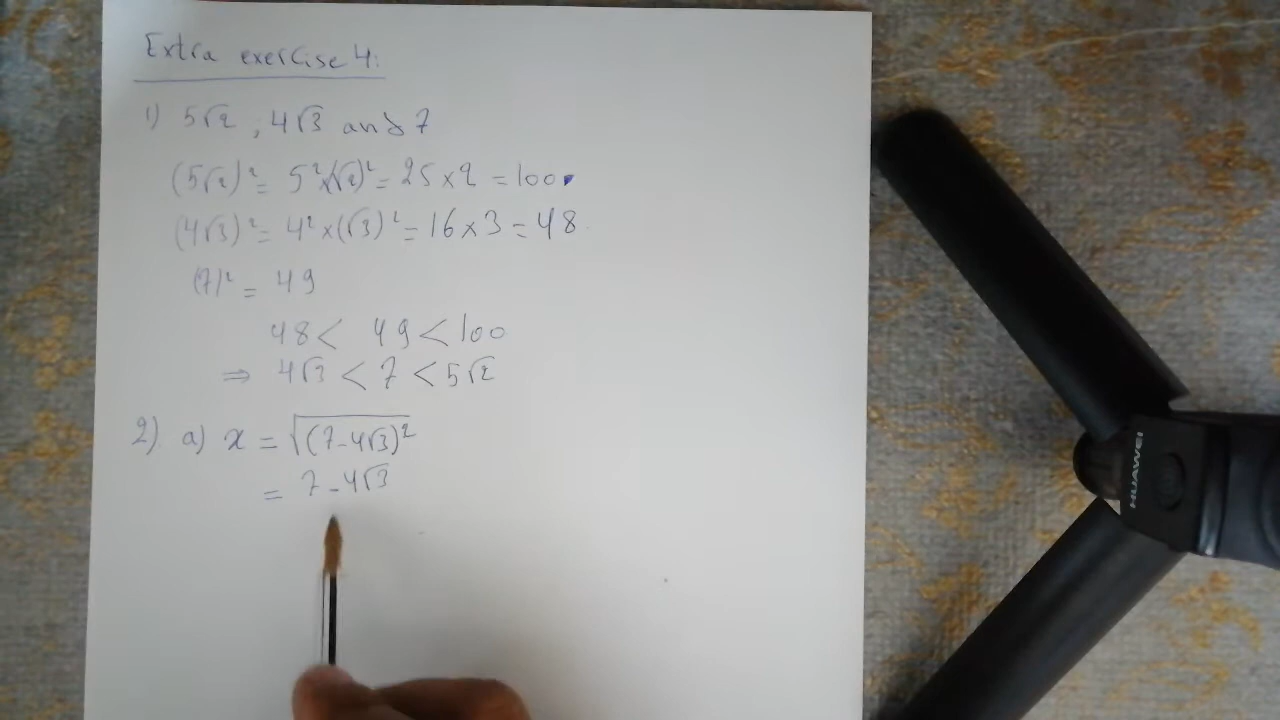 Extra exercise 4:
1) 5√2 , 4√3 and 7
(5√2)² = 5²×(√2)² = 25 × 2 = 100
(4√3)² = 4² × (√3)² = 16 × 3 = 48
(7)² = 49
48 < 49 < 100
⇒ 4√3 < 7 < 5√2
2) a) x = √(7-4√3)²
= 7-4√3
HUAWEI